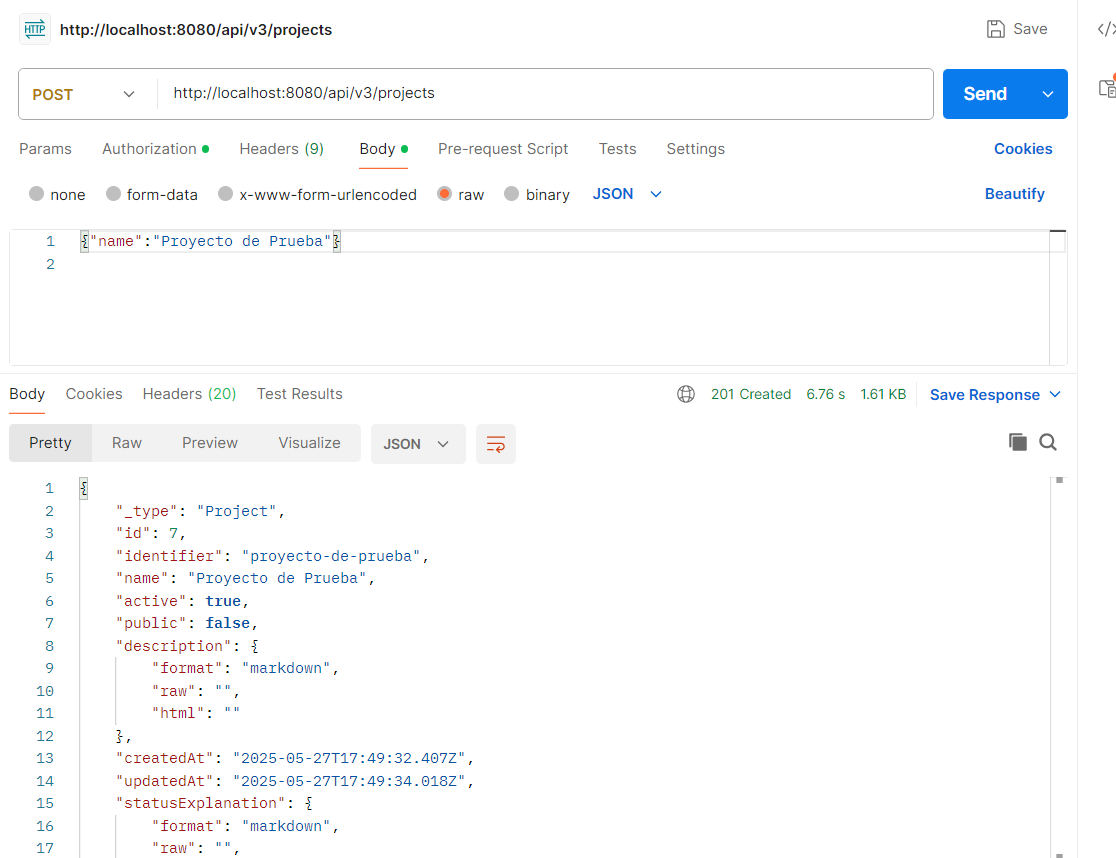 HTTP http://localhost:8080/api/v3/projects Save
POST http://localhost:8080/api/v3/projects Send
Params Authorization Headers (9) Body Pre-request Script Tests Settings Cookies
none form-data x-www-form-urlencoded raw binary JSON Beautify
1 {"name":"Proyecto de Prueba"}
2
Body Cookies Headers (20) Test Results 201 Created 6.76 s 1.61 KB Save Response
Pretty Raw Preview Visualize JSON
1 {
2 "_type": "Project",
3 "id": 7,
4 "identifier": "proyecto-de-prueba",
5 "name": "Proyecto de Prueba",
6 "active": true,
7 "public": false,
8 "description": {
9 "format": "markdown",
10 "raw": "",
11 "html": ""
12 },
13 "createdAt": "2025-05-27T17:49:32.407Z",
14 "updatedAt": "2025-05-27T17:49:34.018Z",
15 "statusExplanation": {
16 "format": "markdown",
17 "raw": "",